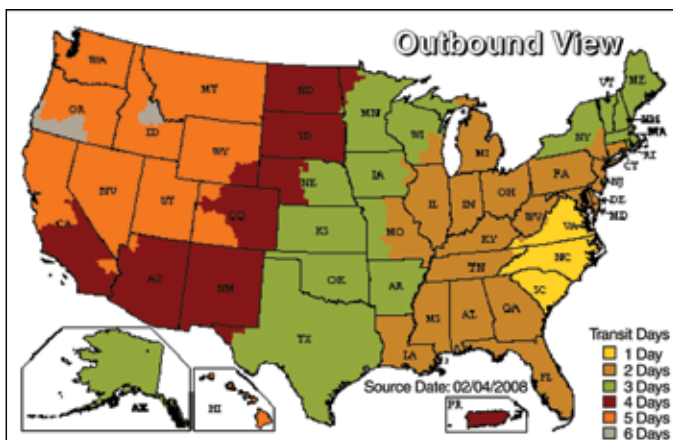 Outbound View
WA
MT
ND
MN
VT
ME
OR
ID
SD
WI
NY
NH
MA
WY
MI
RI
CT
NV
UT
NE
IA
PA
NJ
CA
CO
IL
IN
OH
DE
MD
KS
MO
WV
VA
KY
AZ
NM
OK
AR
TN
NC
SC
TX
MS
AL
GA
LA
FL
AK
HI
PR
Source Date: 02/04/2008
Transit Days
1 Day
2 Days
3 Days
4 Days
5 Days
6 Days